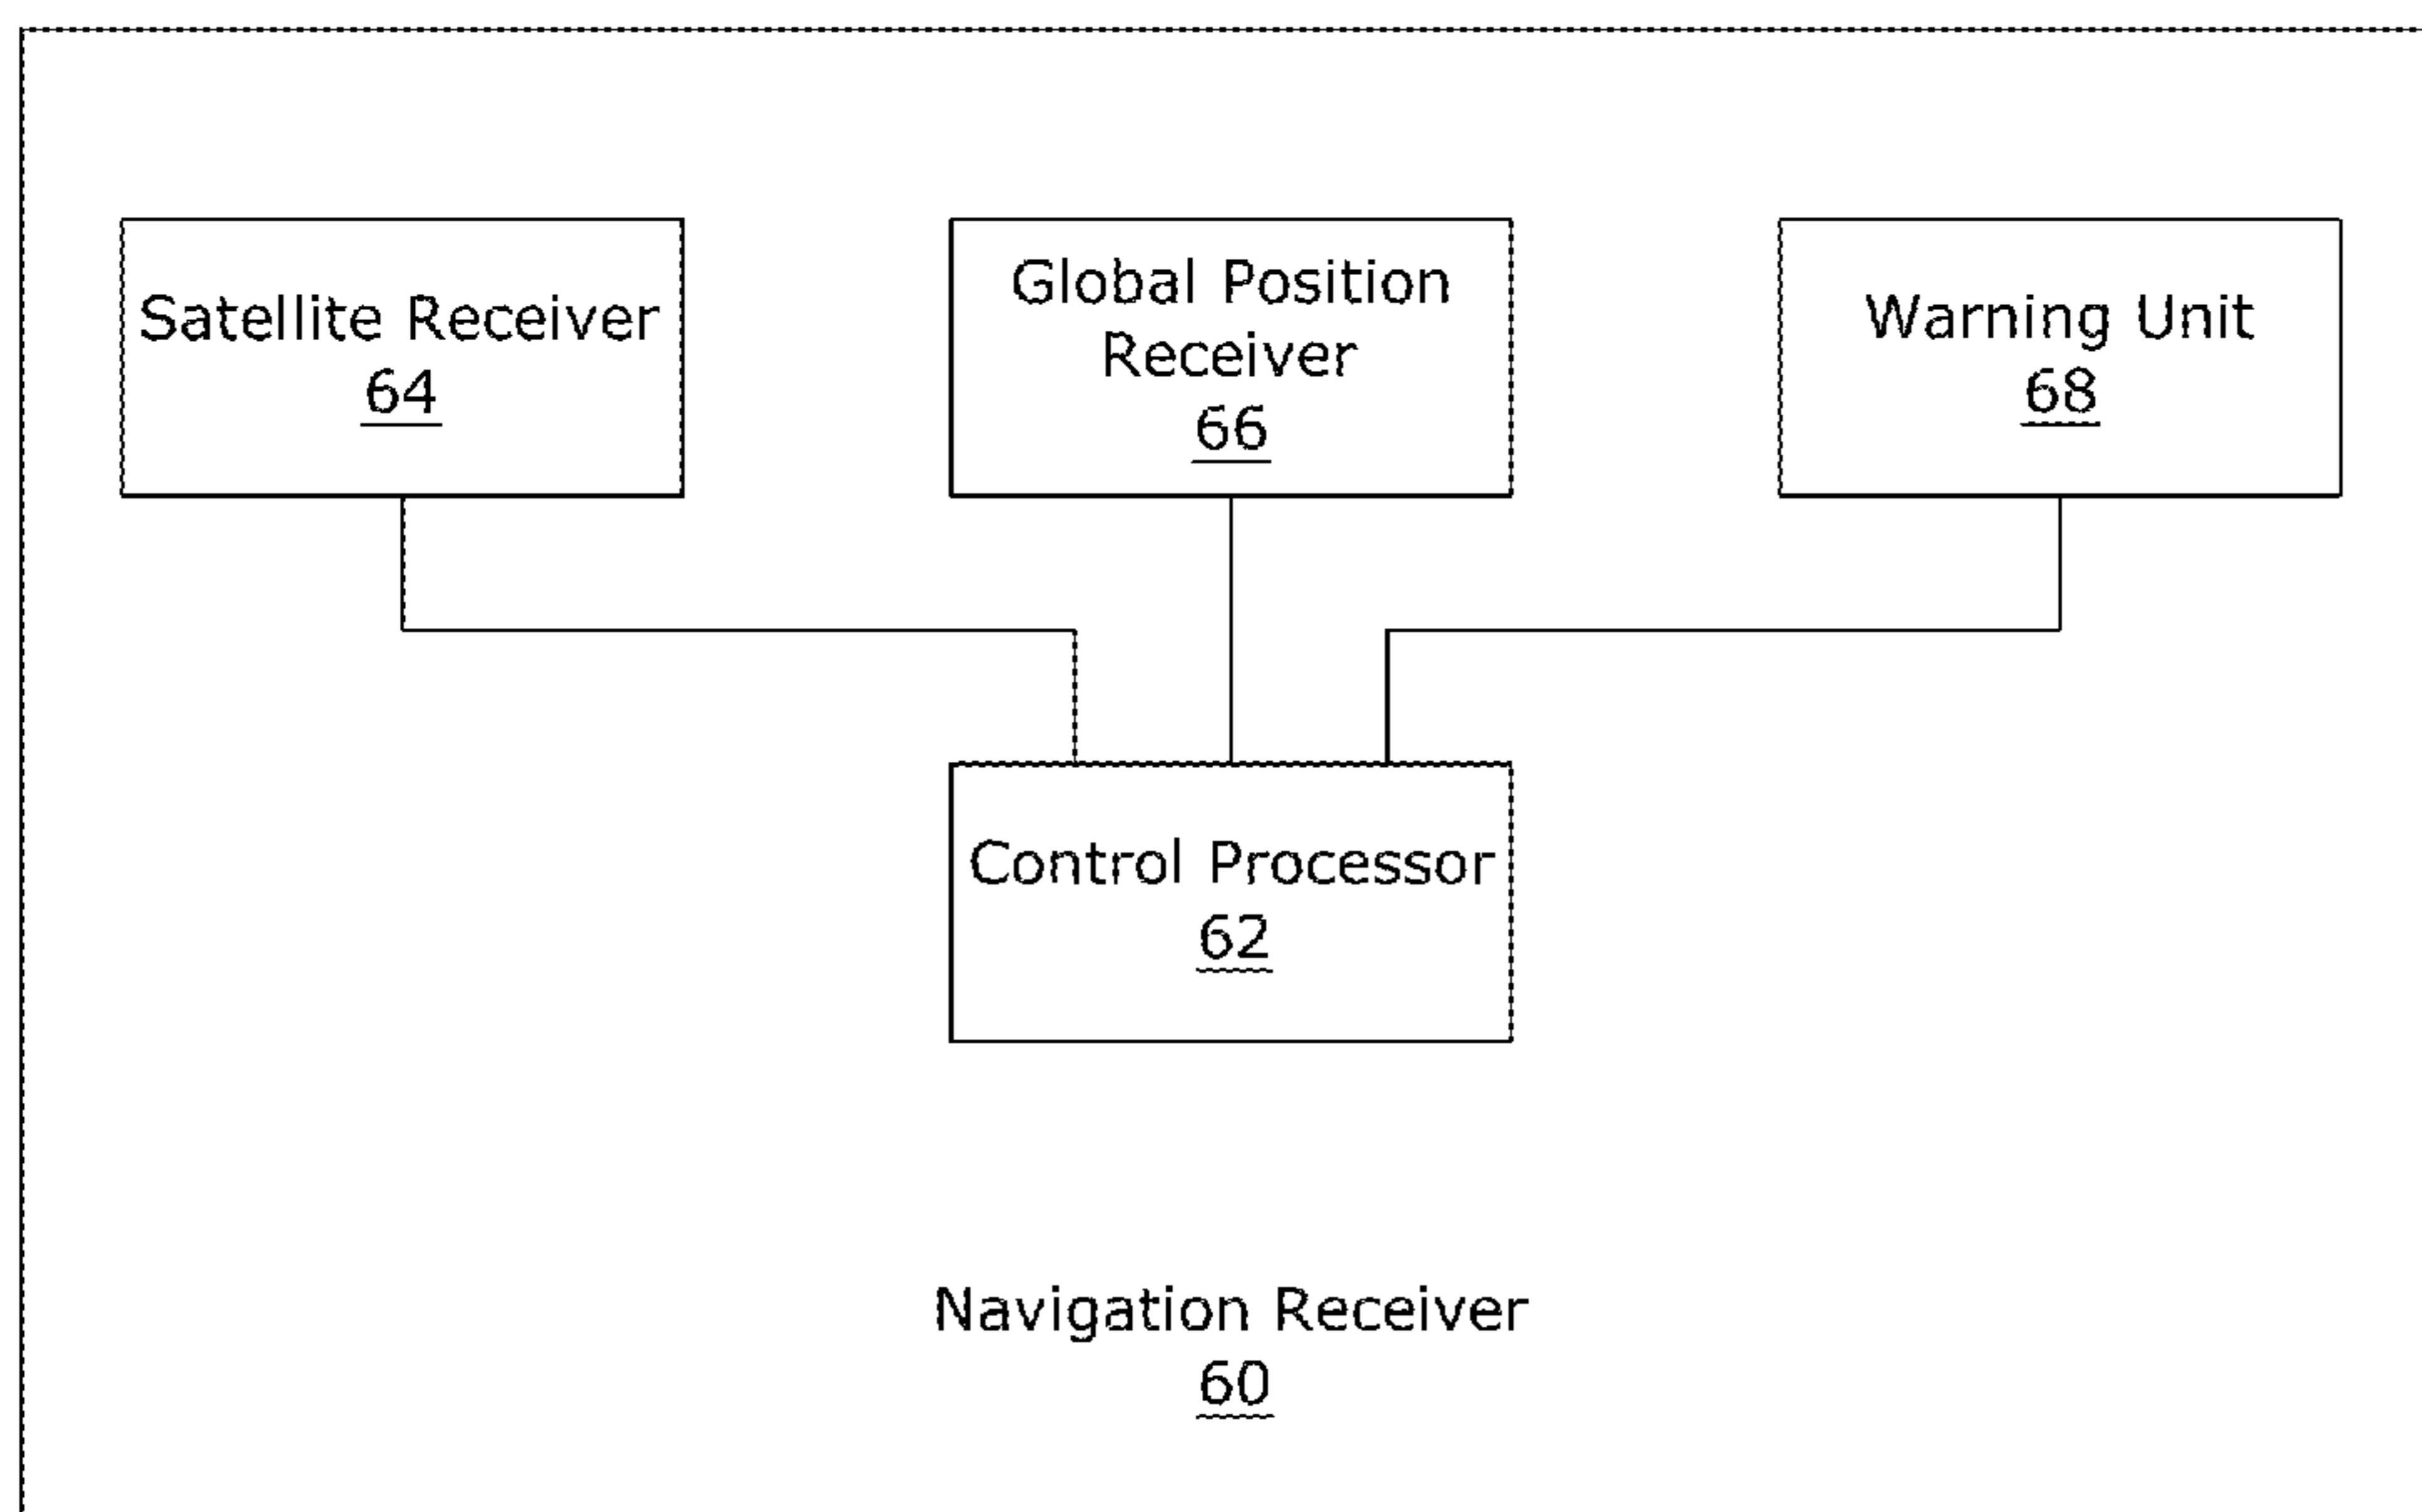 Satellite Receiver
64
Global Position
Receiver
66
Warning Unit
68
Control Processor
62
Navigation Receiver
60